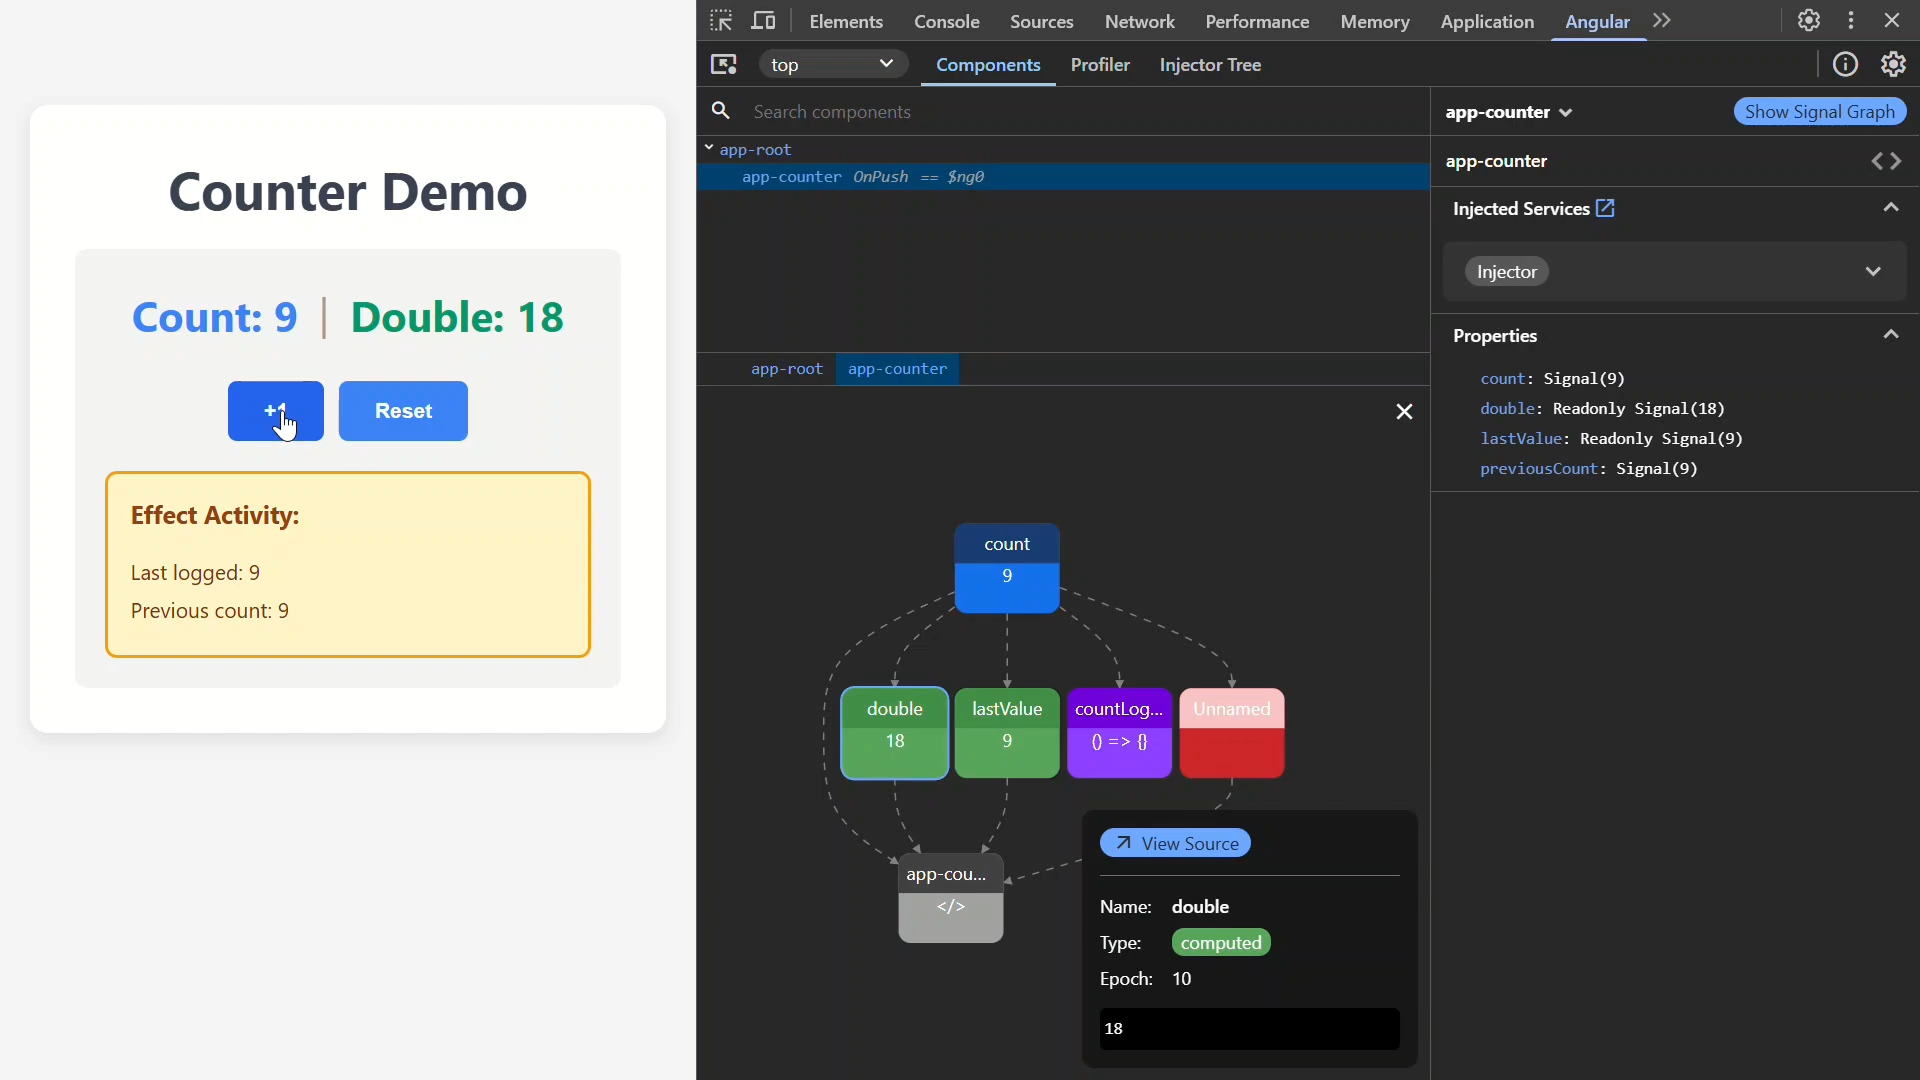 Counter Demo
Count: 9 | Double: 18
+1
Reset
Effect Activity:
Last logged: 9
Previous count: 9
Elements Console Sources Network Performance Memory Application Angular
top
Components Profiler Injector Tree
Search components
app-root
app-counter OnPush == $ng0
app-root app-counter
count
9
double
18
lastValue
9
countLog...
() => {}
Unnamed
app-cou...
</>
View Source
Name: double
Type: computed
Epoch: 10
18
app-counter
Show Signal Graph
app-counter
Injected Services
Injector
Properties
count: Signal(9)
double: Readonly Signal(18)
lastValue: Readonly Signal(9)
previousCount: Signal(9)